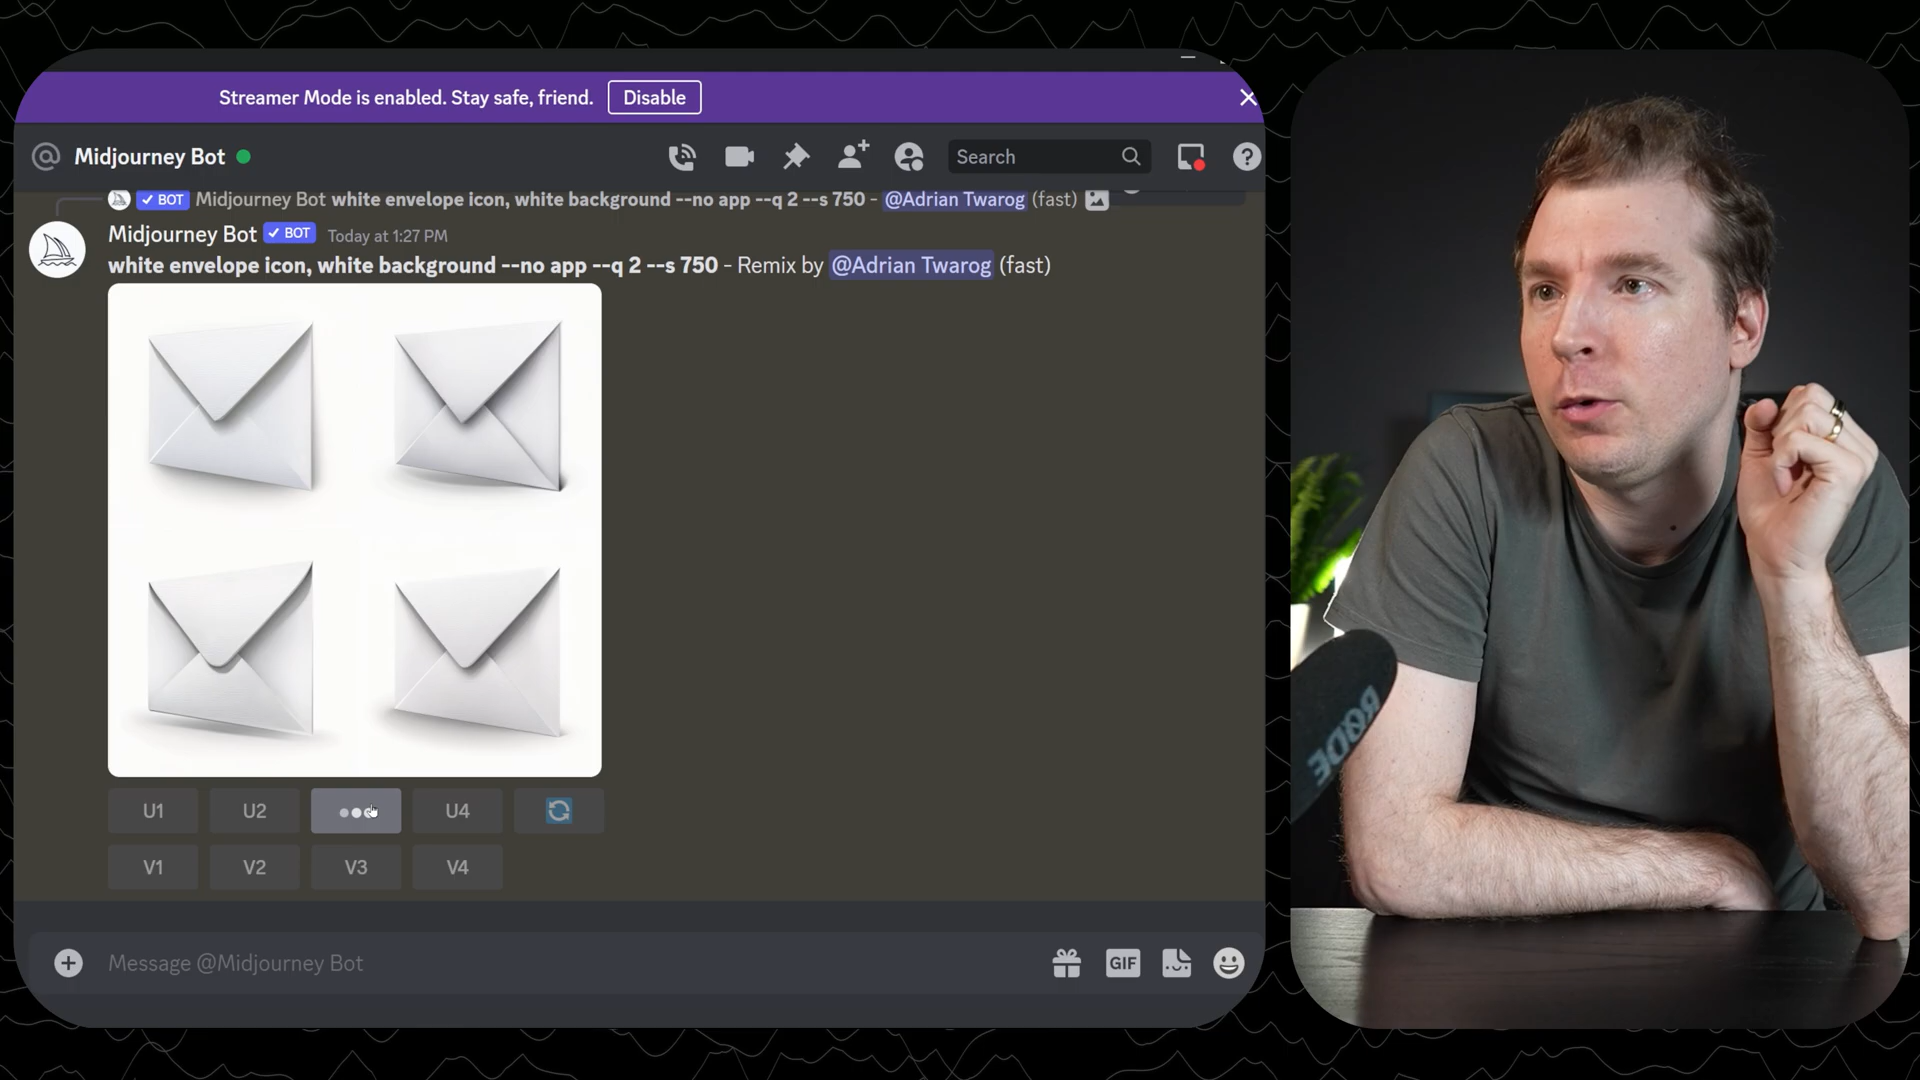 Streamer Mode is enabled. Stay safe, friend. Disable
@ Midjourney Bot Search
BOT Midjourney Bot white envelope icon, white background --no app --q 2 --s 750 - @Adrian Twarog (fast)
Midjourney Bot BOT Today at 1:27 PM
white envelope icon, white background --no app --q 2 --s 750 - Remix by @Adrian Twarog (fast)
U1 U2 U4
V1 V2 V3 V4
Message @Midjourney Bot GIF
RODE